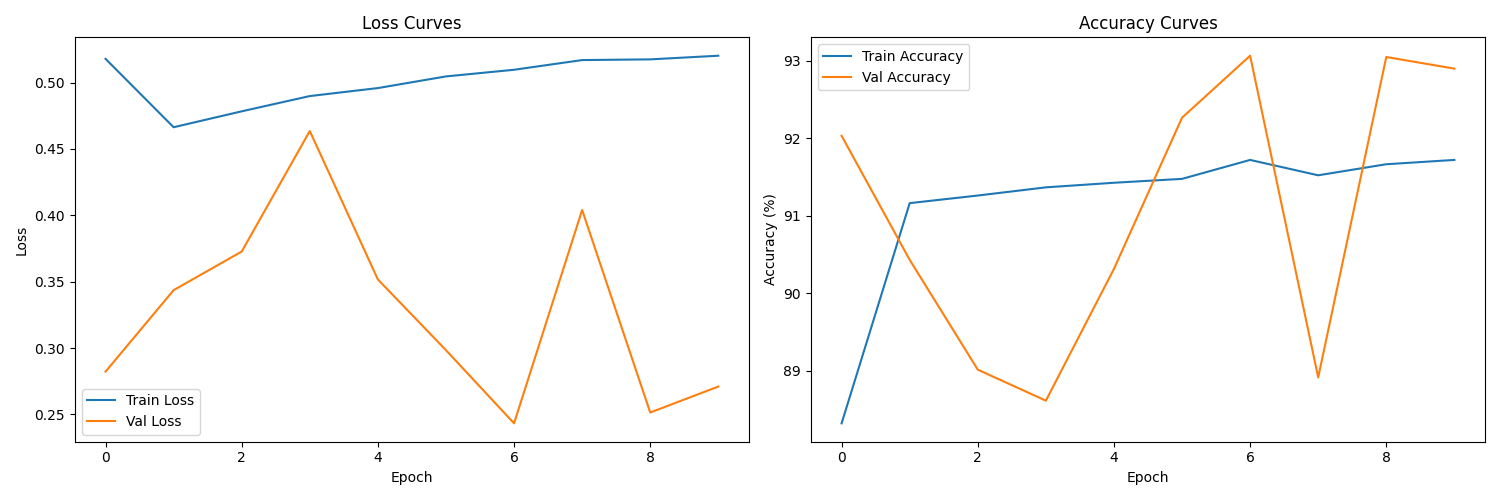 Loss Curves
0.50
0.45
0.40
0.35
0.30
0.25
Loss
Train Loss
Val Loss
0 2 4 6 8
Epoch
Accuracy Curves
93
92
91
90
89
Accuracy (%)
Train Accuracy
Val Accuracy
0 2 4 6 8
Epoch